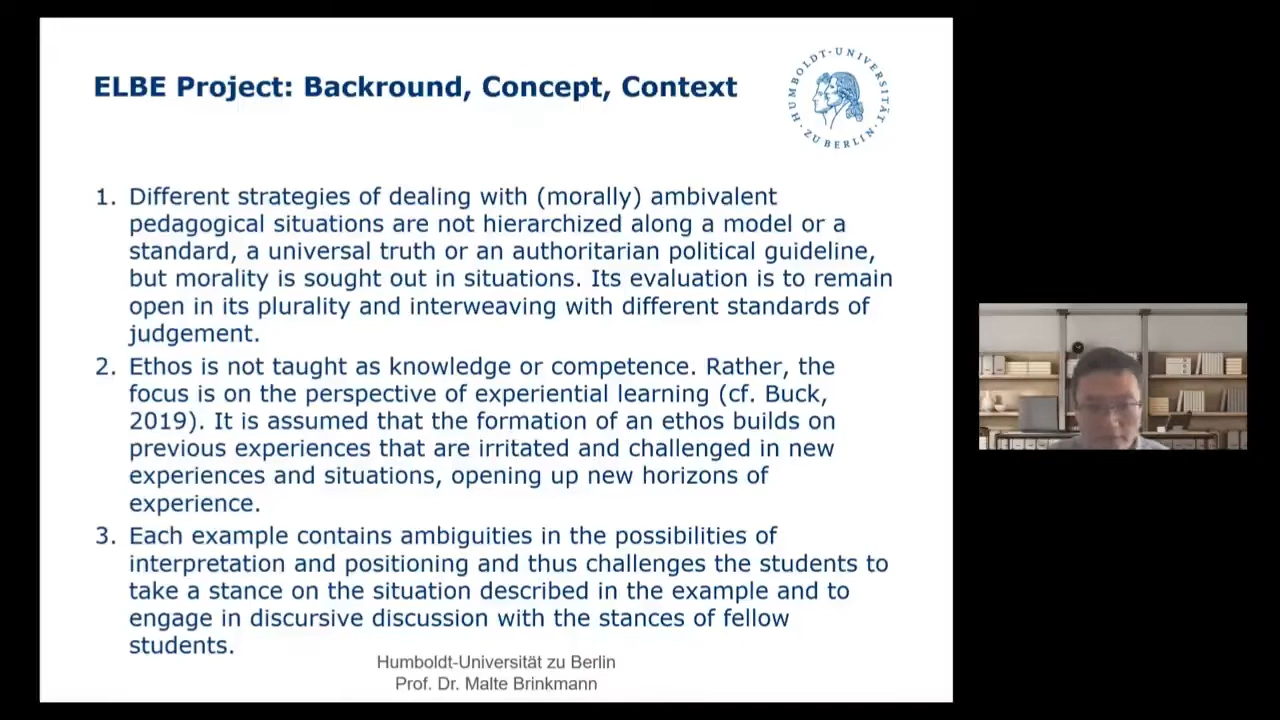 ELBE Project: Backround, Concept, Context
HUMBOLDT-UNIVERSITÄT ZU BERLIN
1. Different strategies of dealing with (morally) ambivalent
pedagogical situations are not hierarchized along a model or a
standard, a universal truth or an authoritarian political guideline,
but morality is sought out in situations. Its evaluation is to remain
open in its plurality and interweaving with different standards of
judgement.
2. Ethos is not taught as knowledge or competence. Rather, the
focus is on the perspective of experiential learning (cf. Buck,
2019). It is assumed that the formation of an ethos builds on
previous experiences that are irritated and challenged in new
experiences and situations, opening up new horizons of
experience.
3. Each example contains ambiguities in the possibilities of
interpretation and positioning and thus challenges the students to
take a stance on the situation described in the example and to
engage in discursive discussion with the stances of fellow
students.
Humboldt-Universität zu Berlin
Prof. Dr. Malte Brinkmann